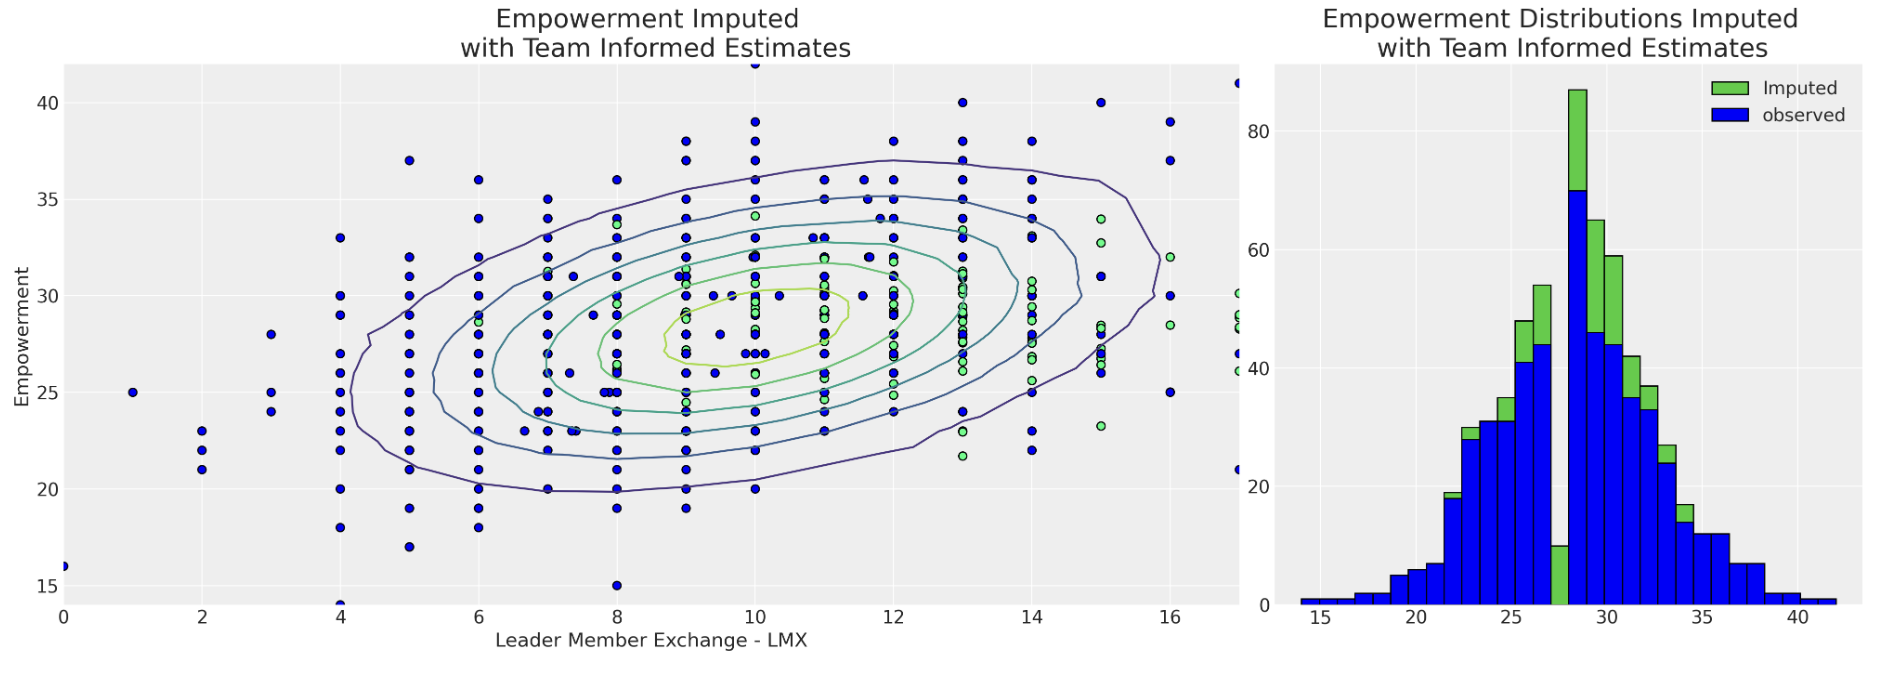 Empowerment Imputed
with Team Informed Estimates
Empowerment
40
35
30
25
20
15
0 2 4 6 8 10 12 14 16
Leader Member Exchange - LMX
Empowerment Distributions Imputed
with Team Informed Estimates
Imputed
observed
80
60
40
20
0
15 20 25 30 35 40